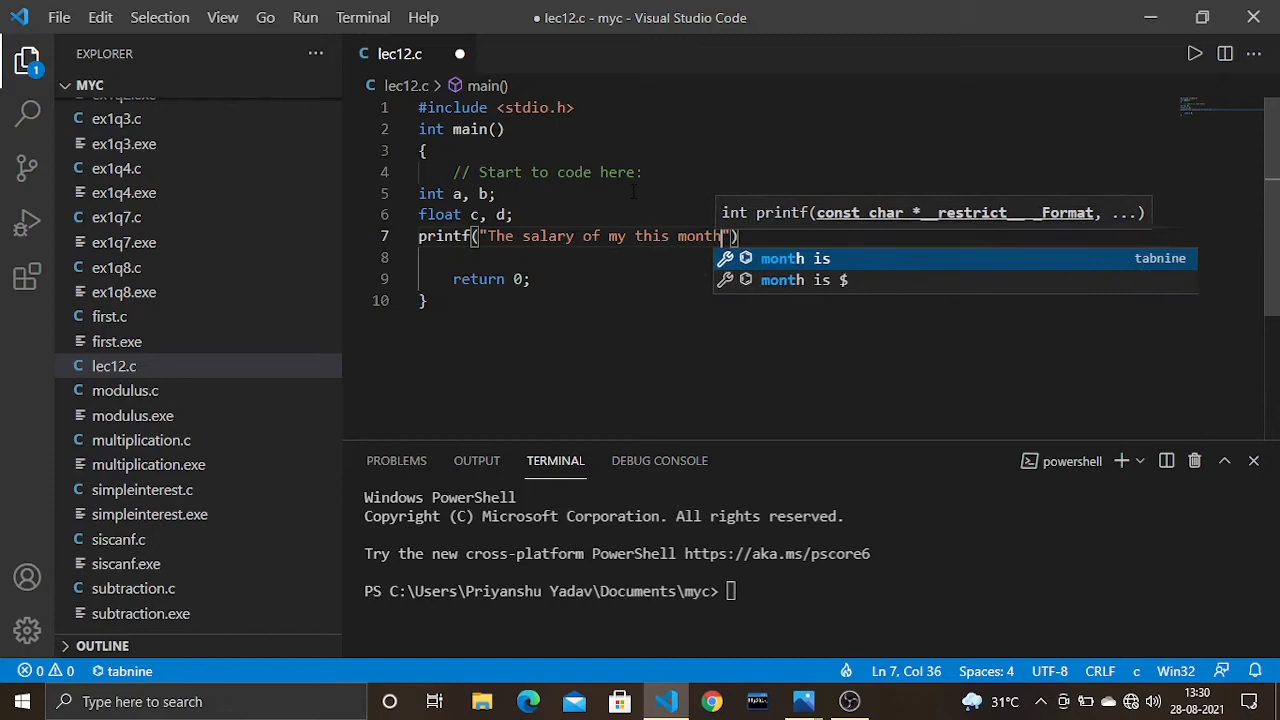 File Edit Selection View Go Run Terminal Help ● lec12.c - myc - Visual Studio Code
EXPLORER ···
1
MYC
ex1q2.exe
ex1q3.c
ex1q3.exe
ex1q4.c
ex1q4.exe
ex1q7.c
ex1q7.exe
ex1q8.c
ex1q8.exe
first.c
first.exe
lec12.c
modulus.c
modulus.exe
multiplication.c
multiplication.exe
simpleinterest.c
simpleinterest.exe
siscanf.c
siscanf.exe
subtraction.c
subtraction.exe
OUTLINE
C lec12.c ●
C lec12.c > main()
1 #include <stdio.h>
2 int main()
3 {
4 // Start to code here:
5 int a, b;
6 float c, d;
7 printf("The salary of my this month")
8
9 return 0;
10 }
int printf(const char *__restrict__ _Format, ...)
month is tabnine
month is $
PROBLEMS OUTPUT TERMINAL DEBUG CONSOLE powershell
Windows PowerShell
Copyright (C) Microsoft Corporation. All rights reserved.
Try the new cross-platform PowerShell https://aka.ms/pscore6
PS C:\Users\Priyanshu Yadav\Documents\myc>
0 0 tabnine Ln 7, Col 36 Spaces: 4 UTF-8 CRLF c Win32
Type here to search 31°C 13:30
28-08-2021